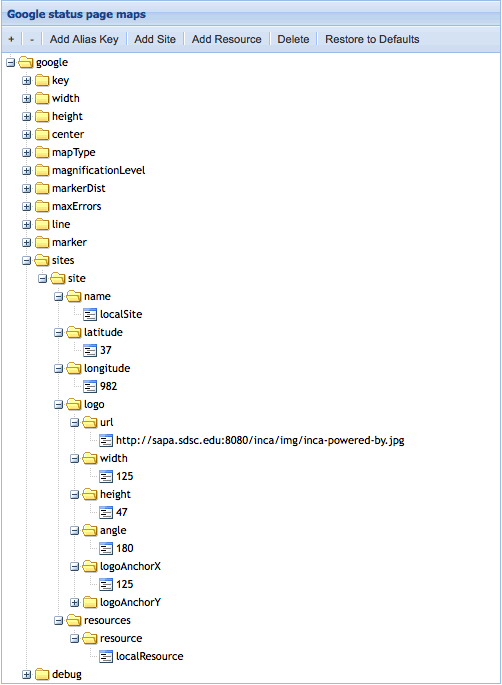 Google status page maps
+ - Add Alias Key Add Site Add Resource Delete Restore to Defaults
google
key
width
height
center
mapType
magnificationLevel
markerDist
maxErrors
line
marker
sites
site
name
localSite
latitude
37
longitude
982
logo
url
http://sapa.sdsc.edu:8080/inca/img/inca-powered-by.jpg
width
125
height
47
angle
180
logoAnchorX
125
logoAnchorY
resources
resource
localResource
debug